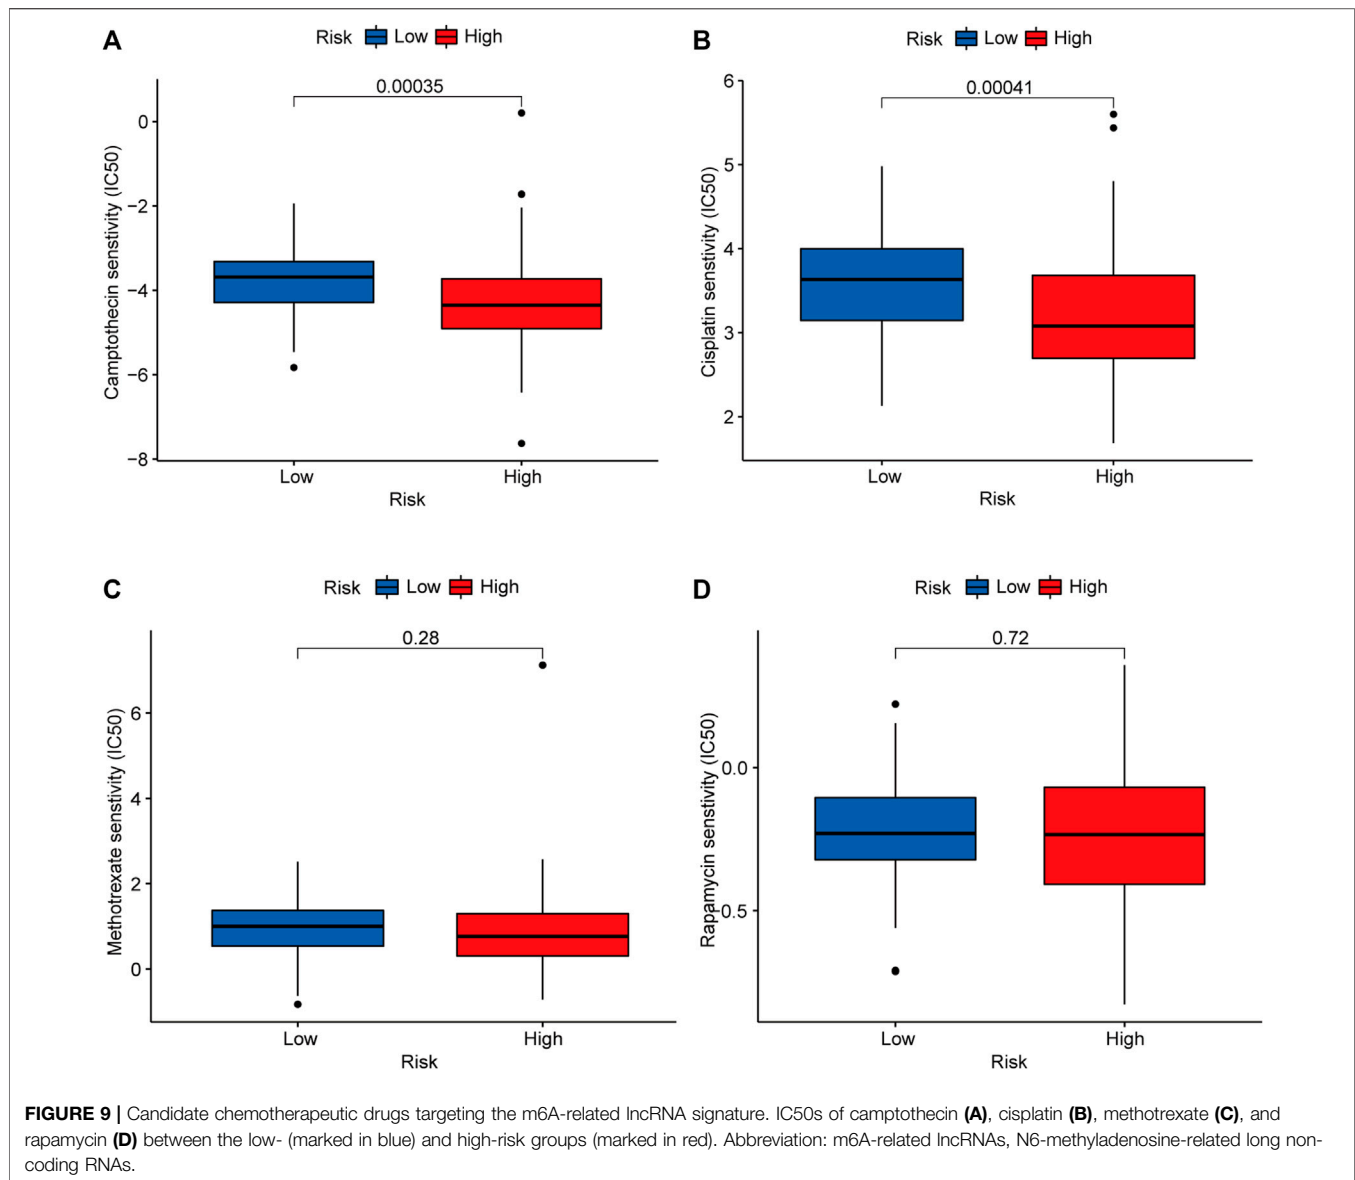 A
Risk Low High
0.00035
0
−2
−4
−6
−8
Camptothecin senstivity (IC50)
Low High
Risk
B
Risk Low High
0.00041
6
5
4
3
2
Cisplatin senstivity (IC50)
Low High
Risk
C
Risk Low High
0.28
6
4
2
0
Methotrexate senstivity (IC50)
Low High
Risk
D
Risk Low High
0.72
0.0
−0.5
Rapamycin senstivity (IC50)
Low High
Risk
FIGURE 9 | Candidate chemotherapeutic drugs targeting the m6A-related lncRNA signature. IC50s of camptothecin (A), cisplatin (B), methotrexate (C), and
rapamycin (D) between the low- (marked in blue) and high-risk groups (marked in red). Abbreviation: m6A-related lncRNAs, N6-methyladenosine-related long non-
coding RNAs.